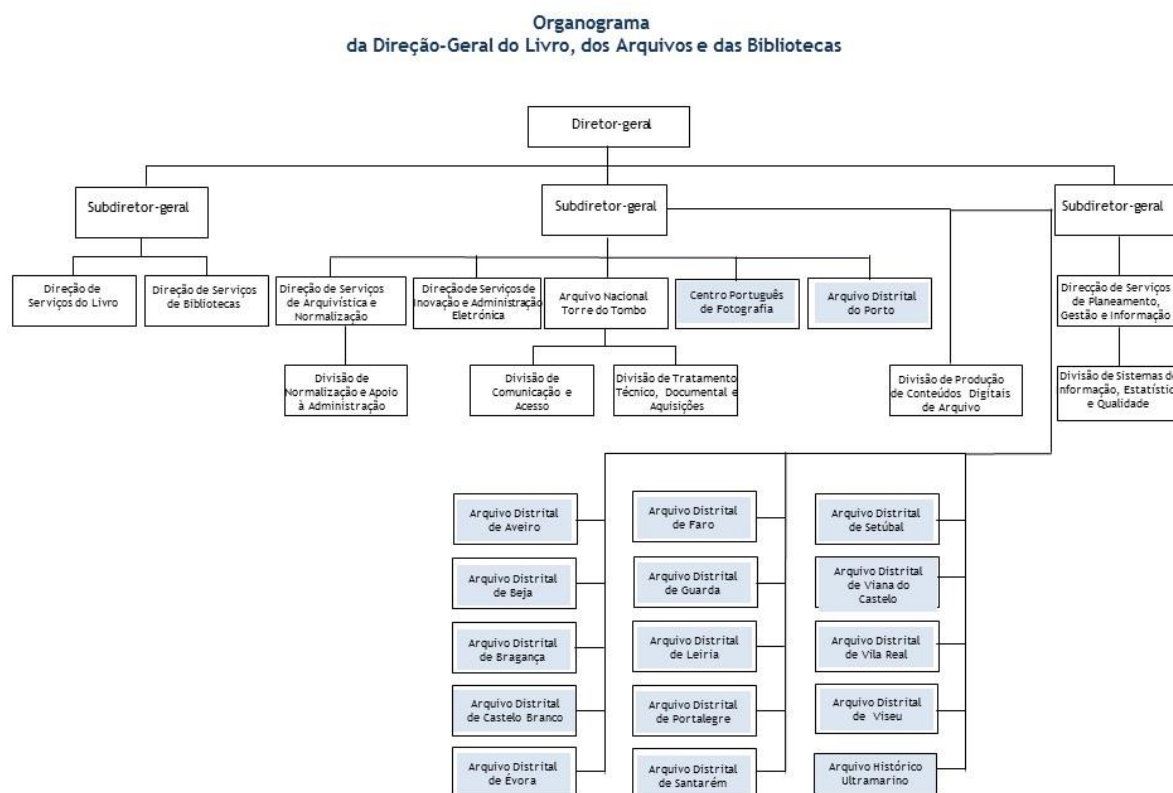 Organograma
da Direção-Geral do Livro, dos Arquivos e das Bibliotecas
Diretor-geral
Subdiretor-geral
Subdiretor-geral
Subdiretor-geral
Direção de
Serviços do Livro
Direção de Serviços
de Bibliotecas
Direção de Serviços
de Arquivística e
Normalização
Direção de Serviços de
Inovação e Administração
Eletrónica
Arquivo Nacional
Torre do Tombo
Centro Português
de Fotografia
Arquivo Distrital
do Porto
Direcção de Serviços
de Planeamento,
Gestão e Informação
Divisão de
Normalização e Apoio
à Administração
Divisão de
Comunicação e
Acesso
Divisão de Tratamento
Técnico, Documental e
Aquisições
Divisão de Produção
de Conteúdos Digitais
de Arquivo
Divisão de Sistemas de
Informação, Estatística
e Qualidade
Arquivo Distrital
de Aveiro
Arquivo Distrital
de Beja
Arquivo Distrital
de Bragança
Arquivo Distrital
de Castelo Branco
Arquivo Distrital
de Évora
Arquivo Distrital
de Faro
Arquivo Distrital
de Guarda
Arquivo Distrital
de Leiria
Arquivo Distrital
de Portalegre
Arquivo Distrital
de Santarém
Arquivo Distrital
de Setúbal
Arquivo Distrital
de Viana do
Castelo
Arquivo Distrital
de Vila Real
Arquivo Distrital
de Viseu
Arquivo Histórico
Ultramarino